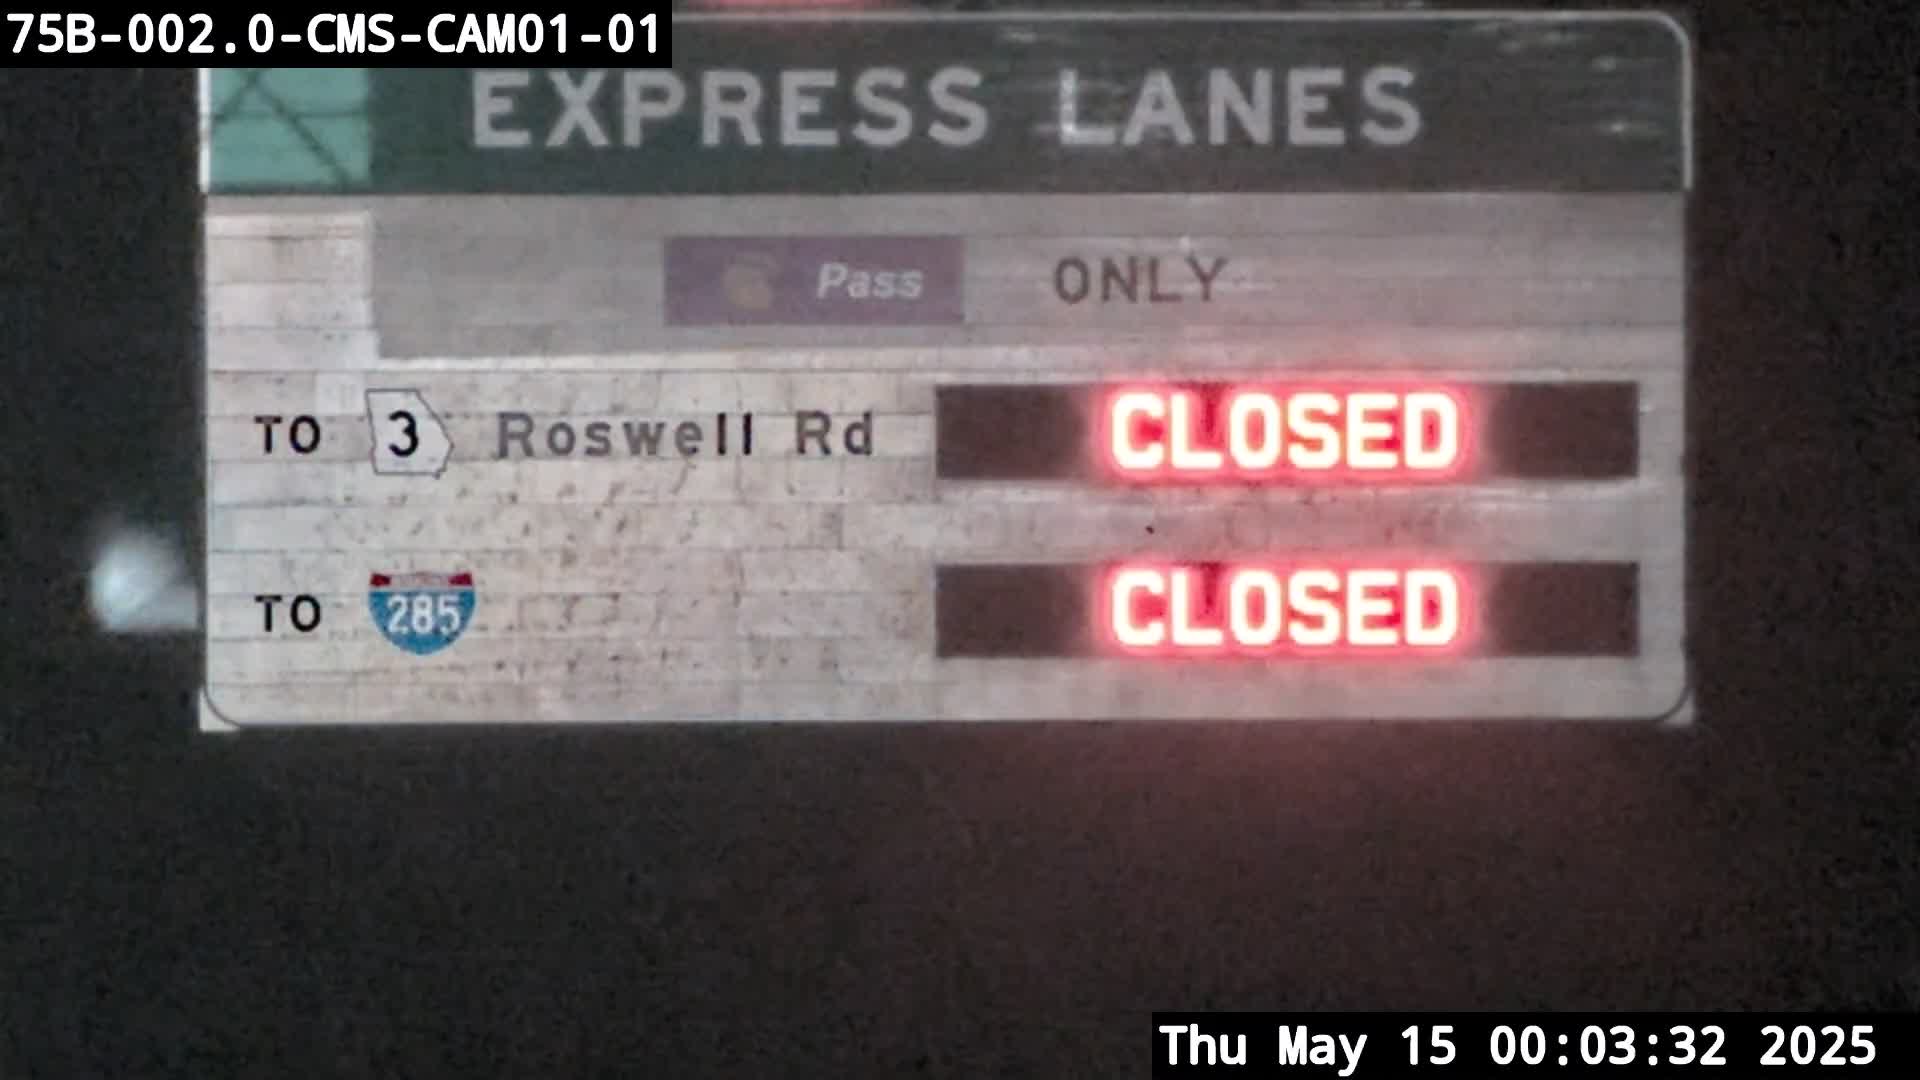 75B-002.0-CMS-CAM01-01
EXPRESS LANES
Pass ONLY
TO 3 Roswell Rd CLOSED
TO 285 CLOSED
Thu May 15 00:03:32 2025